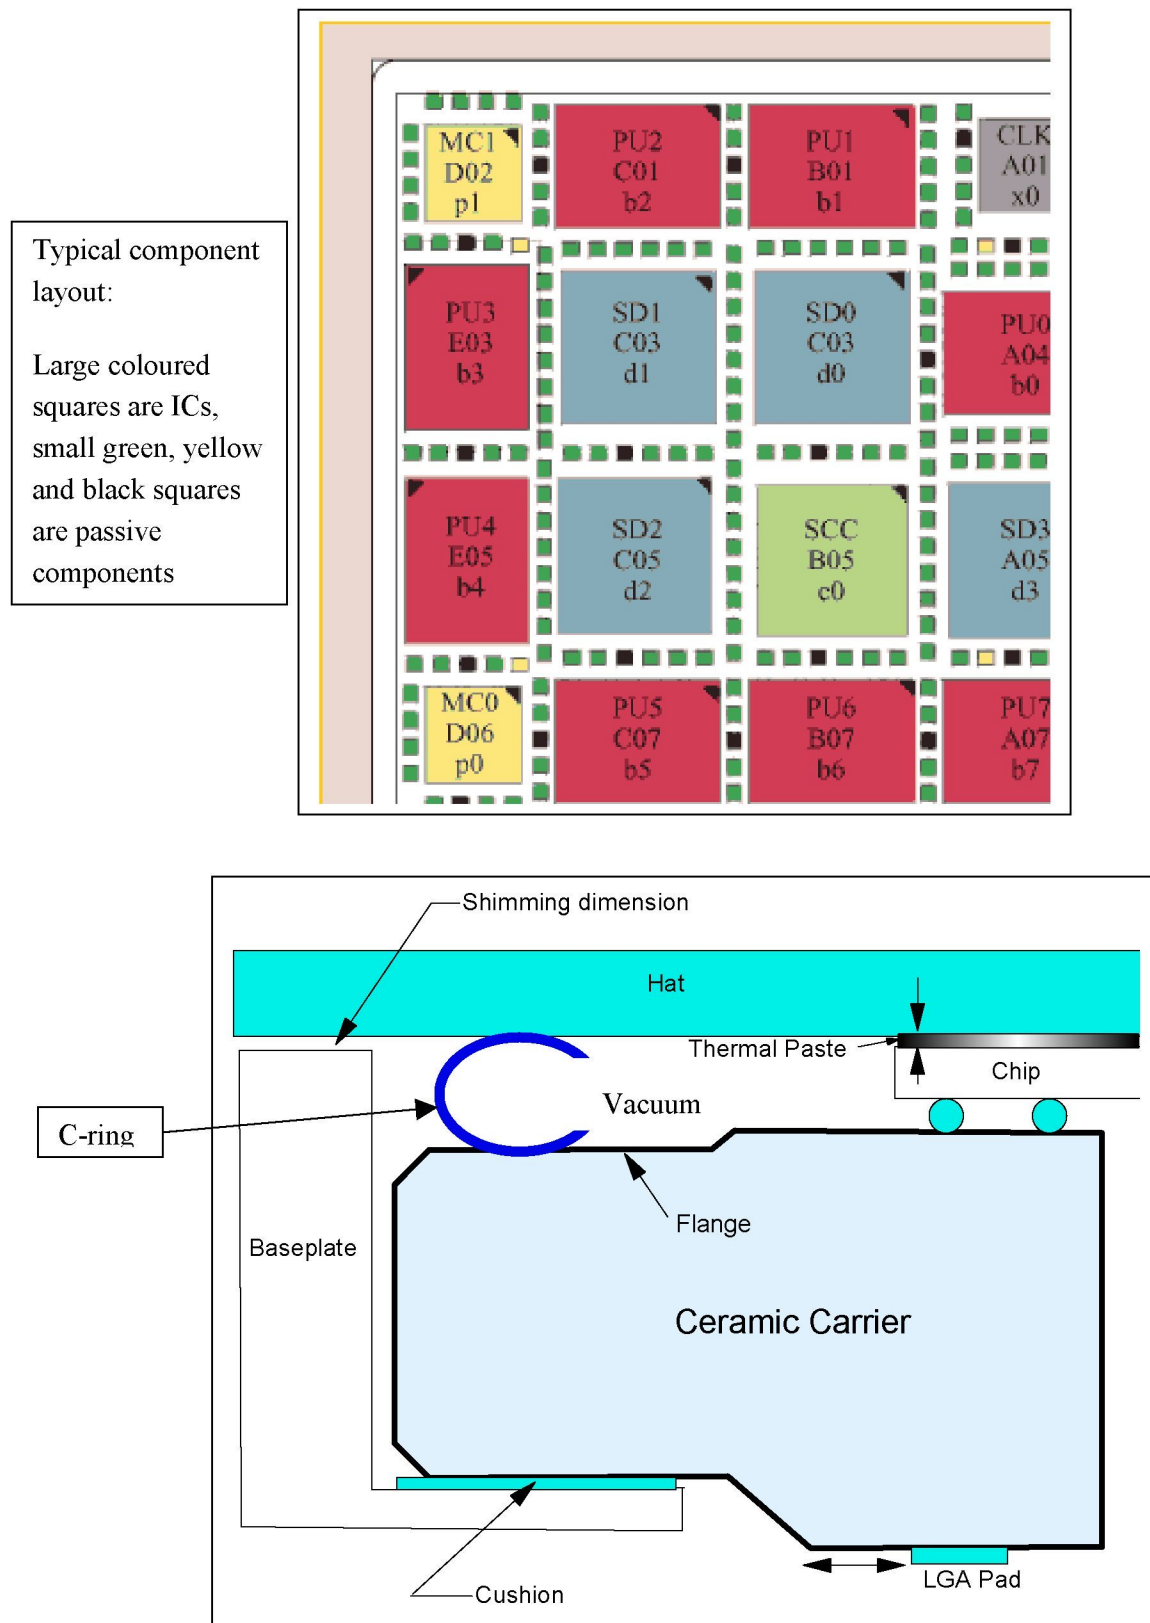 Typical component
layout:
Large coloured
squares are ICs,
small green, yellow
and black squares
are passive
components
MC1
D02
p1
PU2
C01
b2
PU1
B01
b1
CLK
A01
x0
PU3
E03
b3
SD1
C03
d1
SD0
C03
d0
PU0
A04
b0
PU4
E05
b4
SD2
C05
d2
SCC
B05
c0
SD3
A05
d3
MC0
D06
p0
PU5
C07
b5
PU6
B07
b6
PU7
A07
b7
Shimming dimension
Hat
Thermal Paste
Chip
C-ring
Vacuum
Flange
Baseplate
Ceramic Carrier
LGA Pad
Cushion